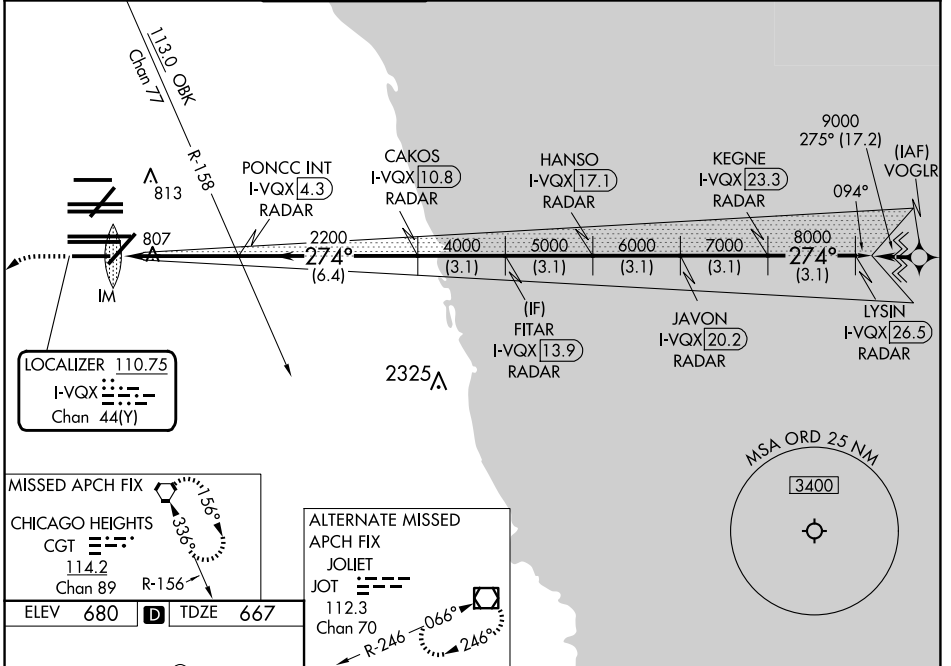 113.0 OBK
Chan 77
R-158
813
PONCC INT
I-VQX 4.3
RADAR
CAKOS
I-VQX 10.8
RADAR
HANSO
I-VQX 17.1
RADAR
KEGNE
I-VQX 23.3
RADAR
9000
275° (17.2)
(IAF)
VOGLR
094°
807
2200
274°
(6.4)
4000
(3.1)
5000
(3.1)
6000
(3.1)
7000
(3.1)
8000
274°
(3.1)
IM
(IF)
FITAR
I-VQX 13.9
RADAR
JAVON
I-VQX 20.2
RADAR
LYSIN
I-VQX 26.5
RADAR
LOCALIZER 110.75
I-VQX
Chan 44(Y)
2325
MSA ORD 25 NM
3400
MISSED APCH FIX
CHICAGO HEIGHTS
CGT
114.2
Chan 89
156°
336°
R-156
ALTERNATE MISSED
APCH FIX
JOLIET
JOT
112.3
Chan 70
R-246
066°
246°
ELEV 680 D TDZE 667